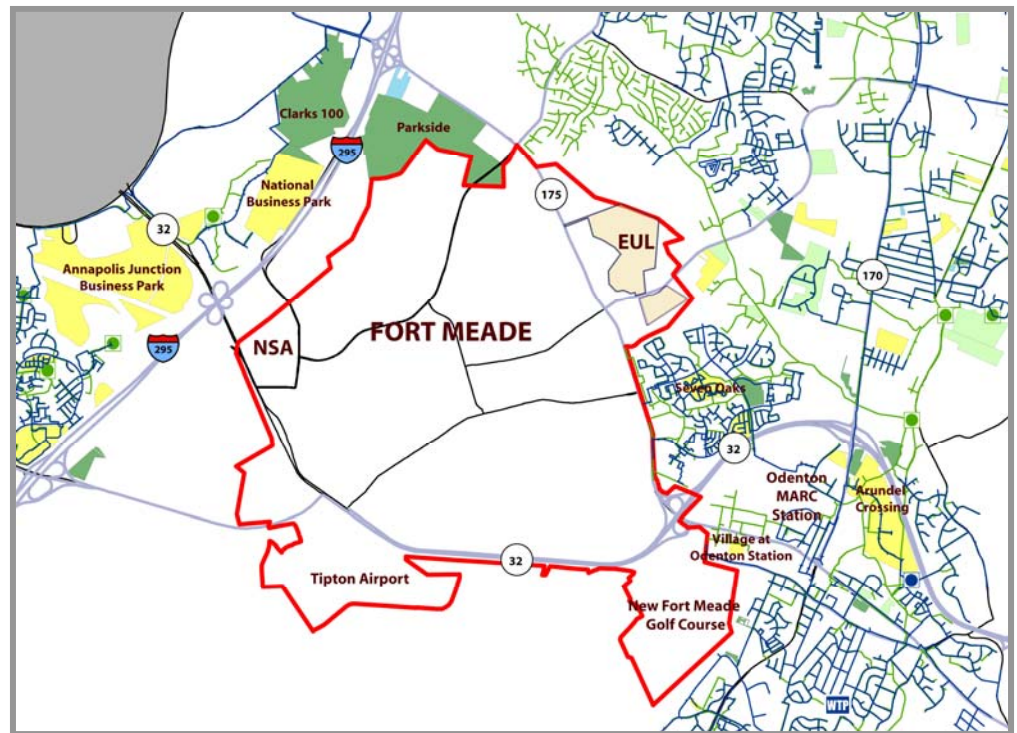 Clarks 100
Parkside
295
National
Business Park
175
32
EUL
Annapolis Junction
Business Park
170
FORT MEADE
NSA
295
Seven Oaks
32
Odenton
MARC
Station
Arundel
Crossing
Village at
Odenton Station
32
Tipton Airport
New Fort Meade
Golf Course
WTP